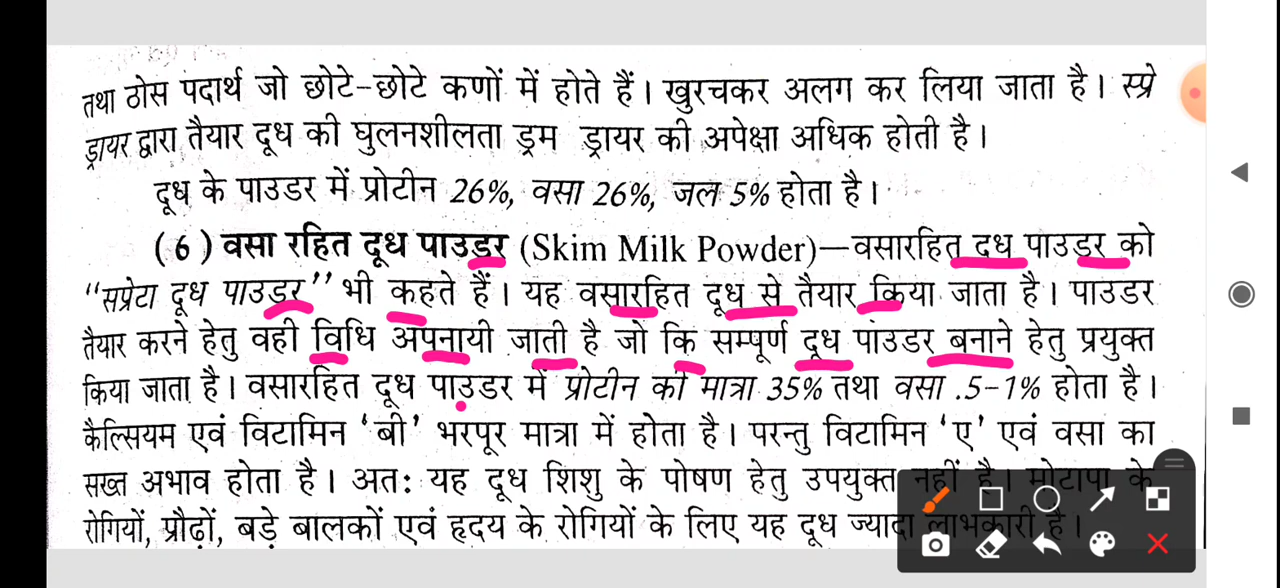 तथा ठोस पदार्थ जो छोटे-छोटे कणों में होते हैं। खुरचकर अलग कर लिया जाता है। स्प्रे
ड्रायर द्वारा तैयार दूध की घुलनशीलता ड्रम ड्रायर की अपेक्षा अधिक होती है।
दूध के पाउडर में प्रोटीन 26%, वसा 26%, जल 5% होता है।
(6) वसा रहित दूध पाउडर (Skim Milk Powder)—वसारहित दूध पाउडर को
“सप्रेटा दूध पाउडर” भी कहते हैं। यह वसारहित दूध से तैयार किया जाता है। पाउडर
तैयार करने हेतु वही विधि अपनायी जाती है जो कि सम्पूर्ण दूध पाउडर बनाने हेतु प्रयुक्त
किया जाता है। वसारहित दूध पाउडर में प्रोटीन की मात्रा 35% तथा वसा .5-1% होता है।
कैल्सियम एवं विटामिन ‘बी’ भरपूर मात्रा में होता है। परन्तु विटामिन ‘ए’ एवं वसा का
सख्त अभाव होता है। अतः यह दूध शिशु के पोषण हेतु उपयुक्त नहीं है। मोटापा के
रोगियों, प्रौढ़ों, बड़े बालकों एवं हृदय के रोगियों के लिए यह दूध ज्यादा लाभकारी है।